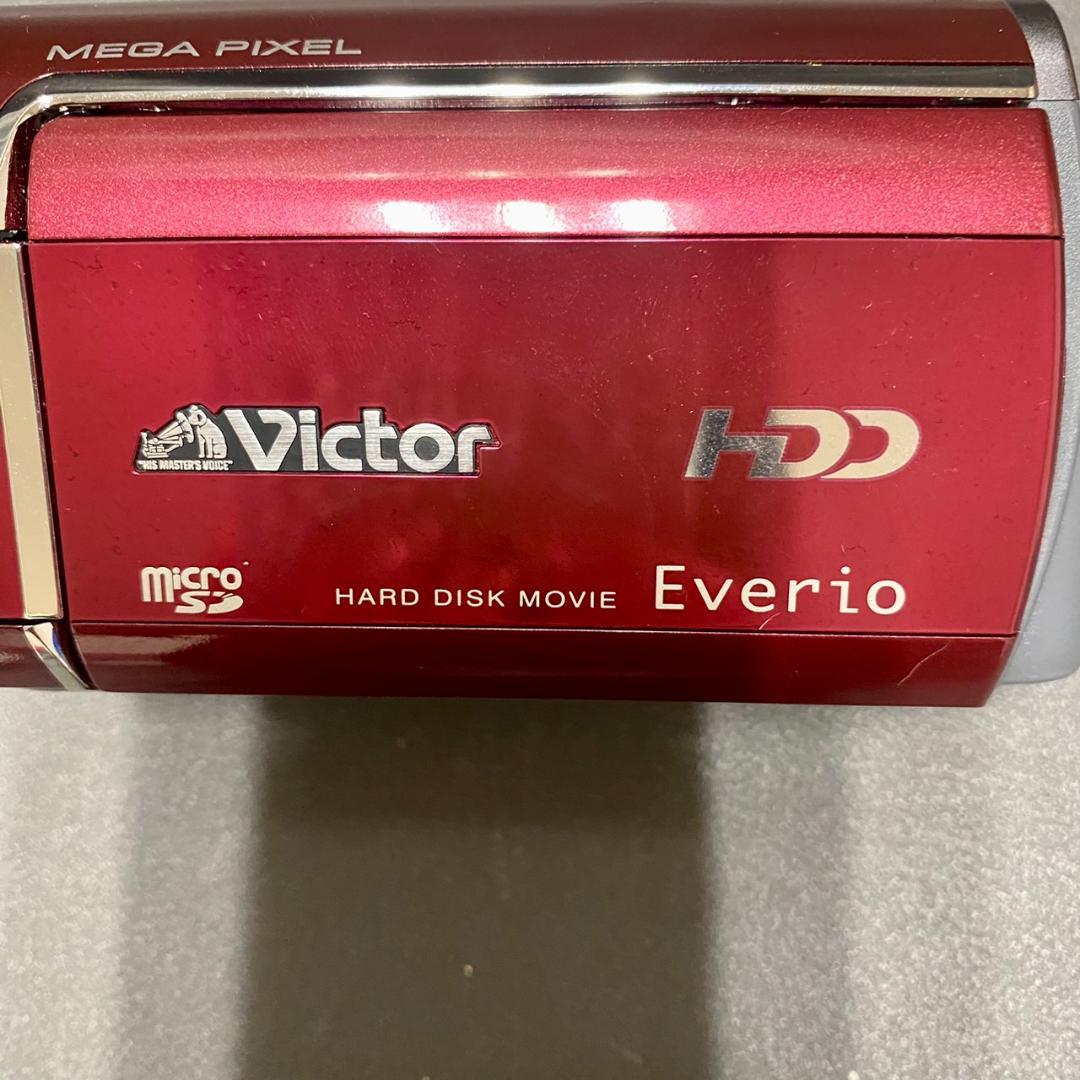 MEGA PIXEL
"HIS MASTER'S VOICE" Victor HDD
micro SD HARD DISK MOVIE Everio